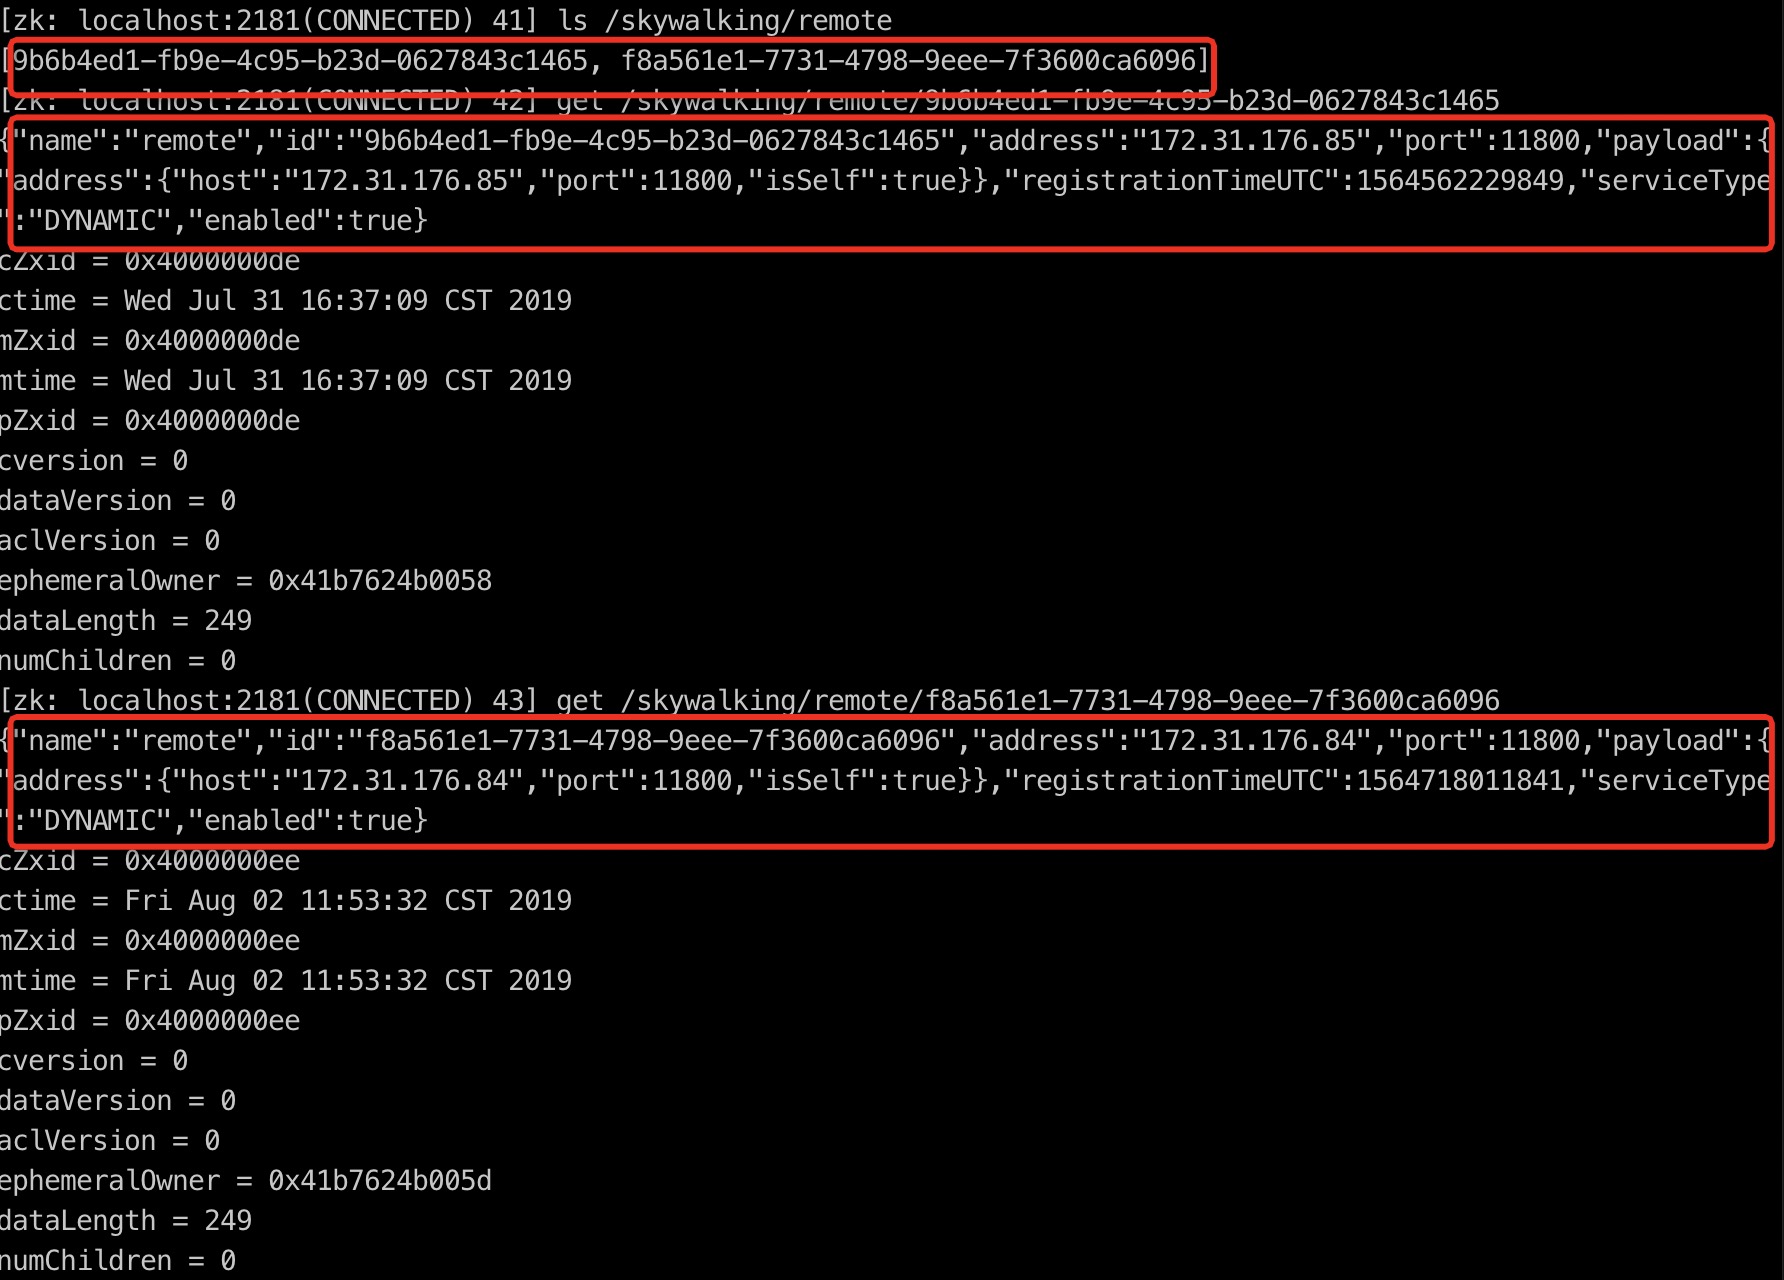 [zk: localhost:2181(CONNECTED) 41] ls /skywalking/remote
[9b6b4ed1-fb9e-4c95-b23d-0627843c1465, f8a561e1-7731-4798-9eee-7f3600ca6096]
[zk: localhost:2181(CONNECTED) 42] get /skywalking/remote/9b6b4ed1-fb9e-4c95-b23d-0627843c1465
{"name":"remote","id":"9b6b4ed1-fb9e-4c95-b23d-0627843c1465","address":"172.31.176.85","port":11800,"payload":{
"address":{"host":"172.31.176.85","port":11800,"isSelf":true}},"registrationTimeUTC":1564562229849,"serviceType
":"DYNAMIC","enabled":true}
cZxid = 0x4000000de
ctime = Wed Jul 31 16:37:09 CST 2019
mZxid = 0x4000000de
mtime = Wed Jul 31 16:37:09 CST 2019
pZxid = 0x4000000de
cversion = 0
dataVersion = 0
aclVersion = 0
ephemeralOwner = 0x41b7624b0058
dataLength = 249
numChildren = 0
[zk: localhost:2181(CONNECTED) 43] get /skywalking/remote/f8a561e1-7731-4798-9eee-7f3600ca6096
{"name":"remote","id":"f8a561e1-7731-4798-9eee-7f3600ca6096","address":"172.31.176.84","port":11800,"payload":{
"address":{"host":"172.31.176.84","port":11800,"isSelf":true}},"registrationTimeUTC":1564718011841,"serviceType
":"DYNAMIC","enabled":true}
cZxid = 0x4000000ee
ctime = Fri Aug 02 11:53:32 CST 2019
mZxid = 0x4000000ee
mtime = Fri Aug 02 11:53:32 CST 2019
pZxid = 0x4000000ee
cversion = 0
dataVersion = 0
aclVersion = 0
ephemeralOwner = 0x41b7624b005d
dataLength = 249
numChildren = 0